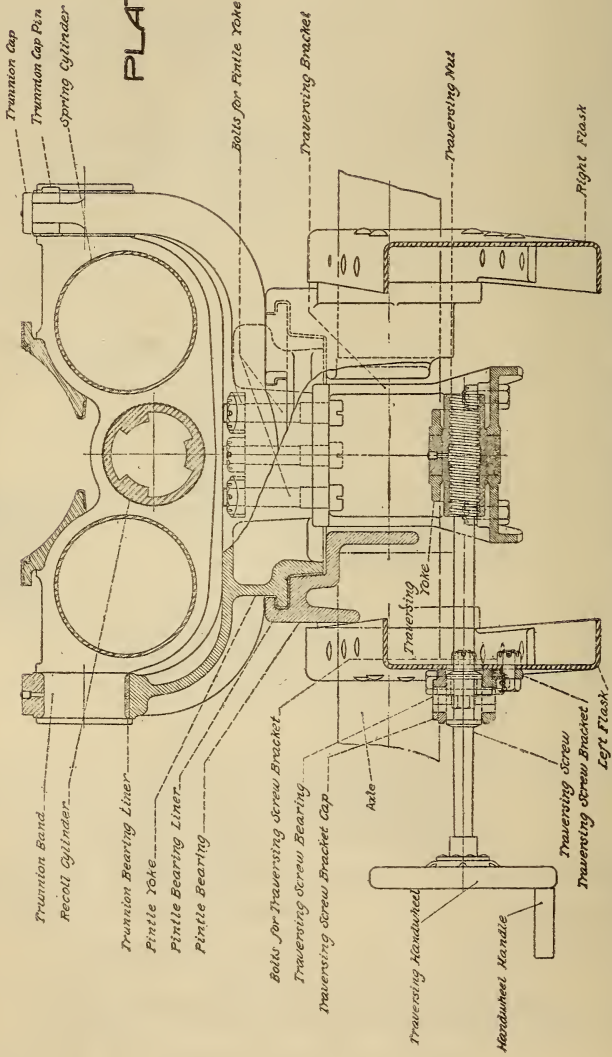 PLAT
Trunnion Cap
Trunnion Cap Pin
Spring Cylinder
Bolts for Pintle Yoke
Traversing Bracket
Traversing Nut
Right Flask
Trunnion Band
Recoil Cylinder
Trunnion Bearing Liner
Pintle Yoke
Pintle Bearing Liner
Pintle Bearing
Bolts for Traversing Screw Bracket
Traversing Screw Bearing
Traversing Screw Bracket Cap
Axle
Traversing Handwheel
Handwheel Handle
Traversing
Yoke
Traversing Screw
Traversing Screw Bracket
Left Flask